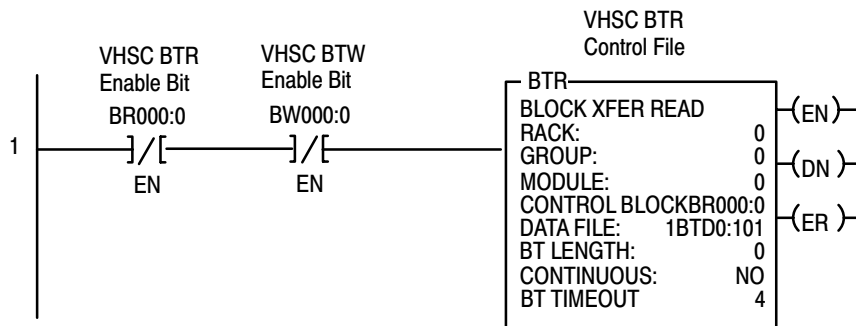 VHSC BTR
Control File
VHSC BTR
Enable Bit
VHSC BTW
Enable Bit
BR000:0
BW000:0
1
EN
EN
BTR
BLOCK XFER READ
RACK: 0
GROUP: 0
MODULE: 0
CONTROL BLOCKBR000:0
DATA FILE: 1BTD0:101
BT LENGTH: 0
CONTINUOUS: NO
BT TIMEOUT 4
(EN)
(DN )
(ER )